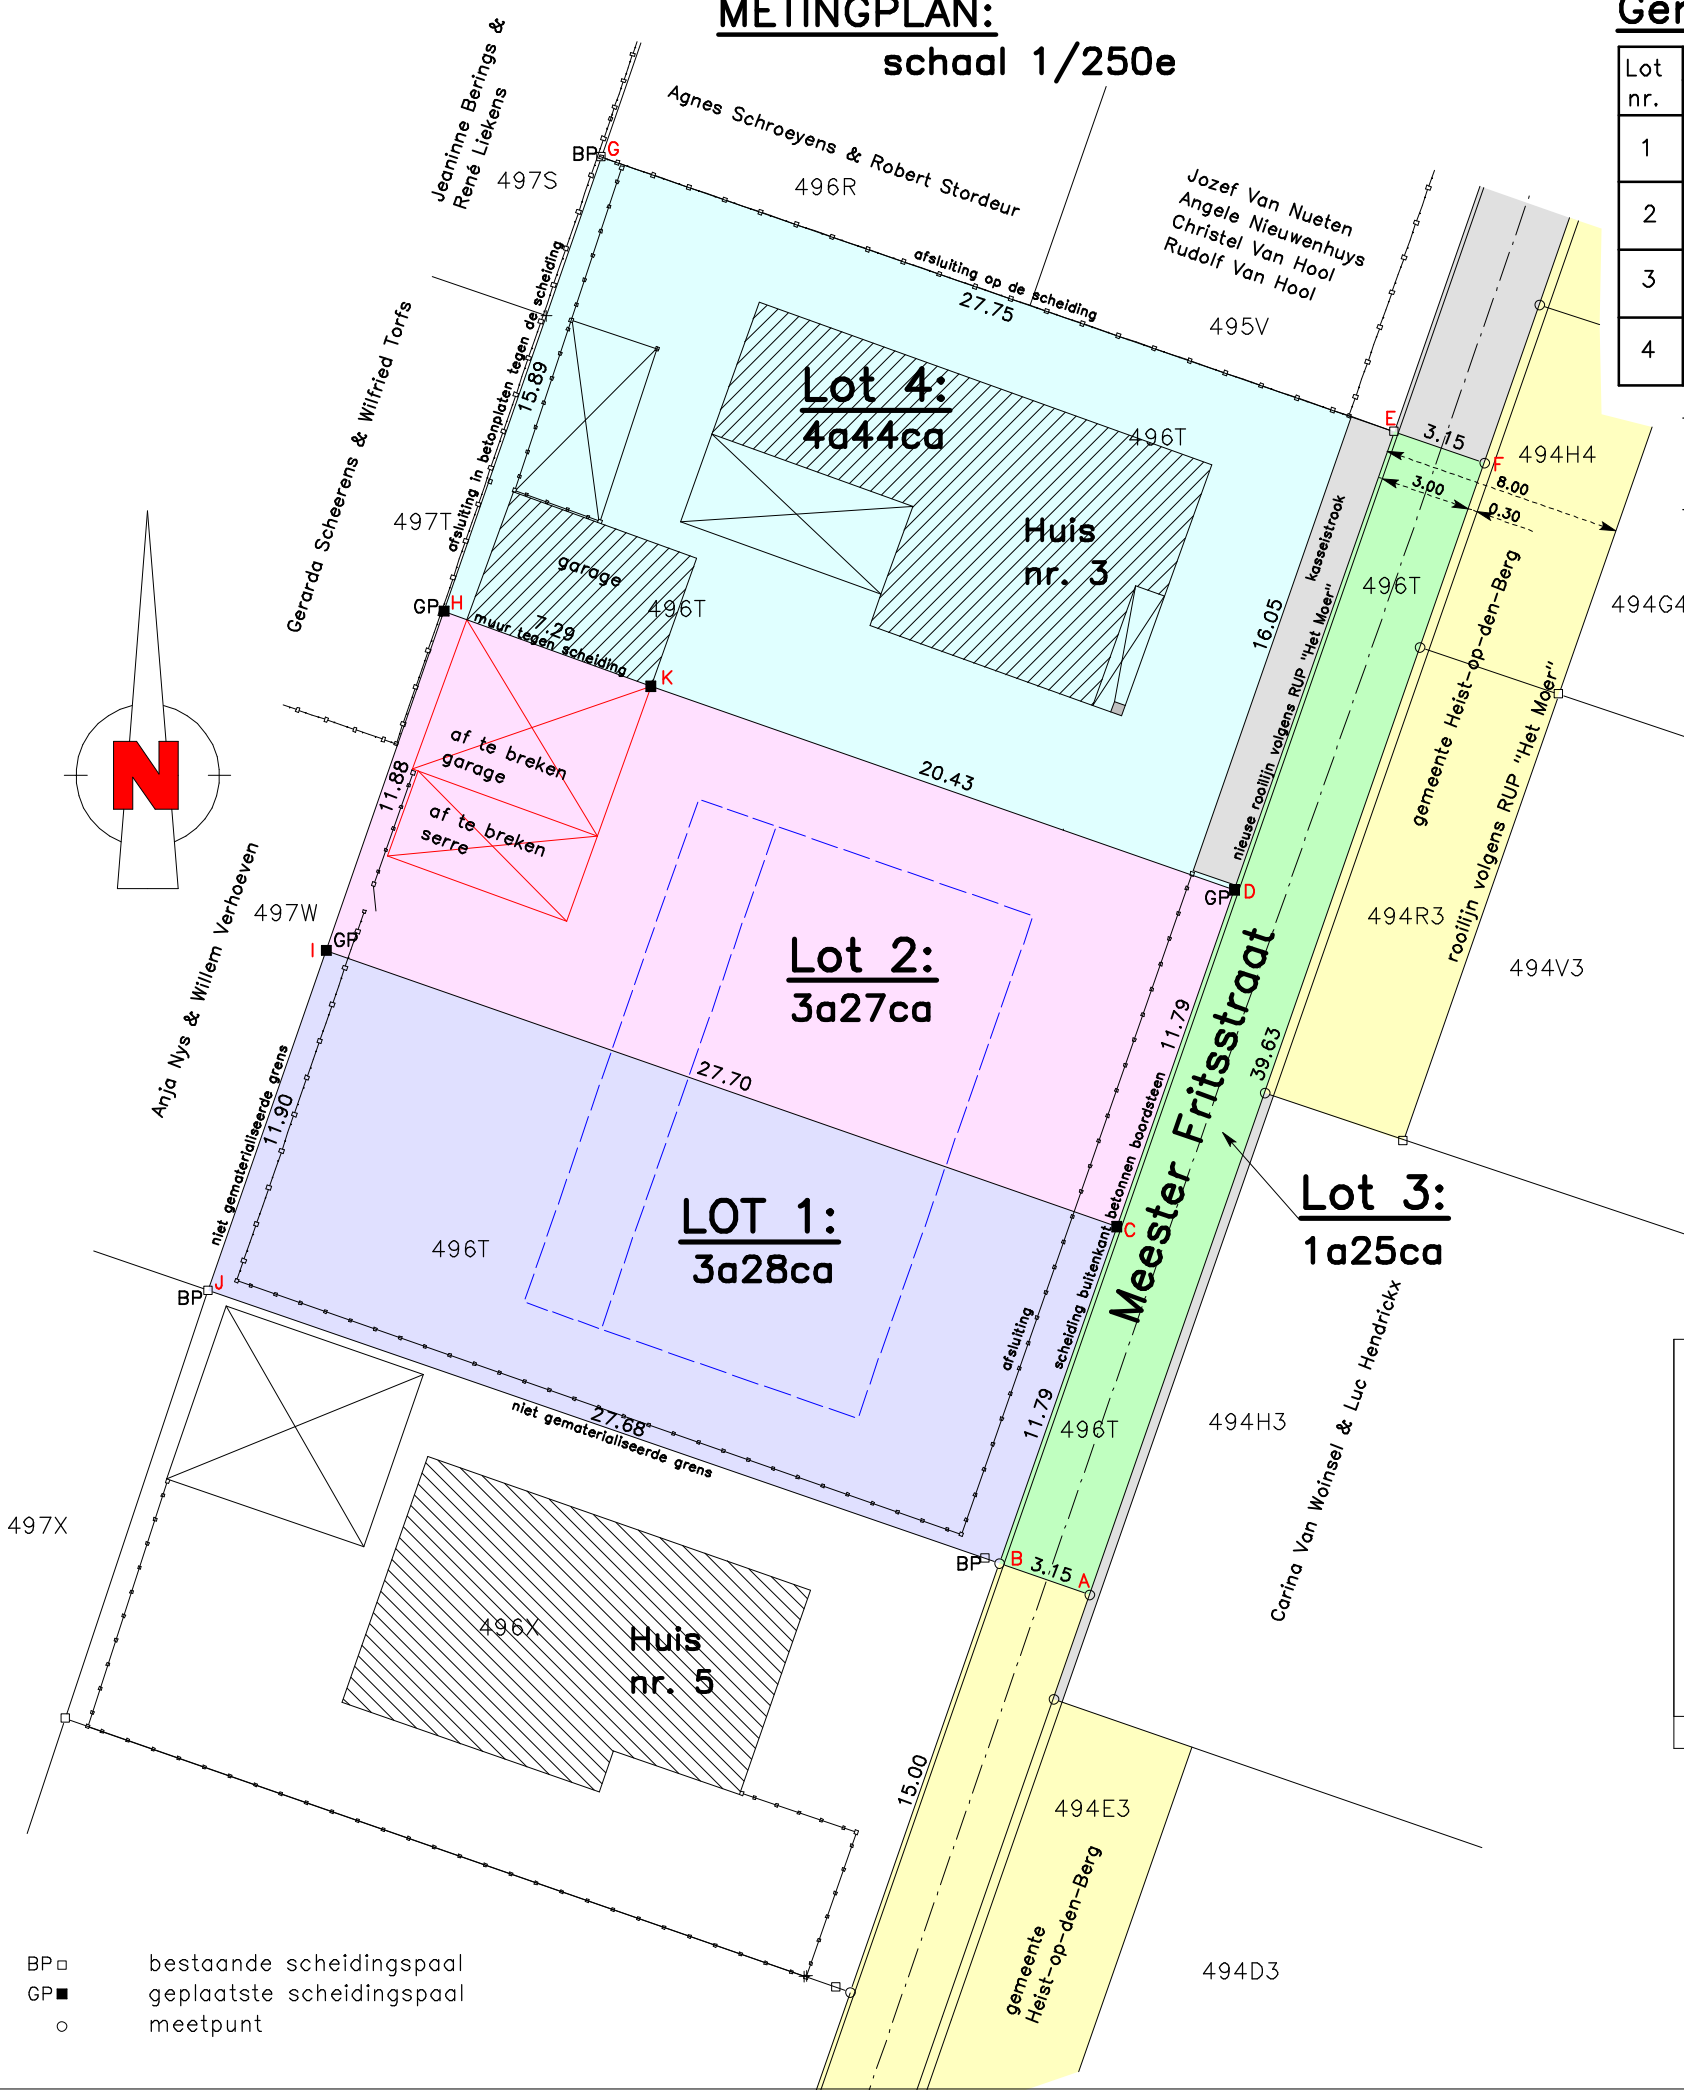 METINGPLAN:
schaal 1/250e
Lot
nr.
1
2
3
4
Jeaninne Berings &
René Liekens
497S
BP
G
Agnes Schroeyens & Robert Stordeur
496R
Jozef Van Nueten
Angele Nieuwenhuys
Christel Van Hool
Rudolf Van Hool
495V
afsluiting op de scheiding
27.75
afsluiting in betonplaten tegen de scheiding
15.89
Gerarda Scheerens & Wilfried Torfs
497T
Lot 4:
4a44ca
496T
Huis
nr. 3
garage
496T
E
3.15
F
494H4
8.00
3.00
0.30
kasseistrook
496T
16.05
nieuse rooilijn volgens RUP "Het Moer"
gemeente Heist-op-den-Berg
494G4
rooilijn volgens RUP "Het Moer"
GP
H
7.29
muur tegen scheiding
K
af te breken
garage
af te breken
serre
11.88
20.43
GP
D
494R3
494V3
N
497W
I
GP
Anja Nys & Willem Verhoeven
Lot 2:
3a27ca
11.79
39.63
Meester Fritsstraat
27.70
niet gematerialiseerde grens
11.90
scheiding buitenkant betonnen boordsteen
C
Lot 3:
1a25ca
LOT 1:
3a28ca
496T
BP
J
afsluiting
11.79
496T
494H3
Carina Van Woinsel & Luc Hendrickx
27.68
niet gematerialiseerde grens
497X
BP
B
3.15
A
496X
Huis
nr. 5
15.00
494E3
gemeente
Heist-op-den-Berg
494D3
BP bestaande scheidingspaal
GP geplaatste scheidingspaal
meetpunt